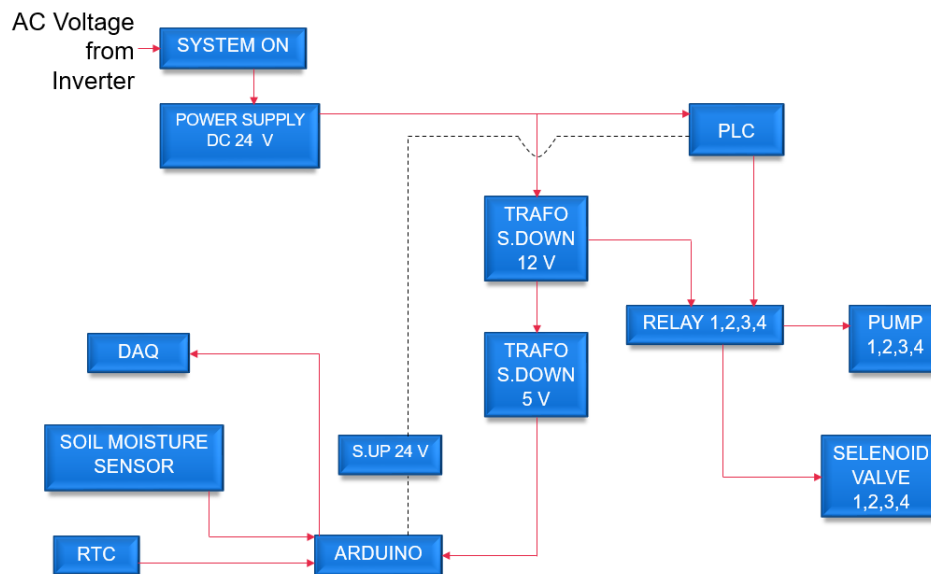 AC Voltage
from
Inverter
SYSTEM ON
POWER SUPPLY
DC 24 V
PLC
TRAFO
S.DOWN
12 V
RELAY 1,2,3,4
PUMP
1,2,3,4
DAQ
TRAFO
S.DOWN
5 V
SOIL MOISTURE
SENSOR
S.UP 24 V
SELENOID
VALVE
1,2,3,4
RTC
ARDUINO